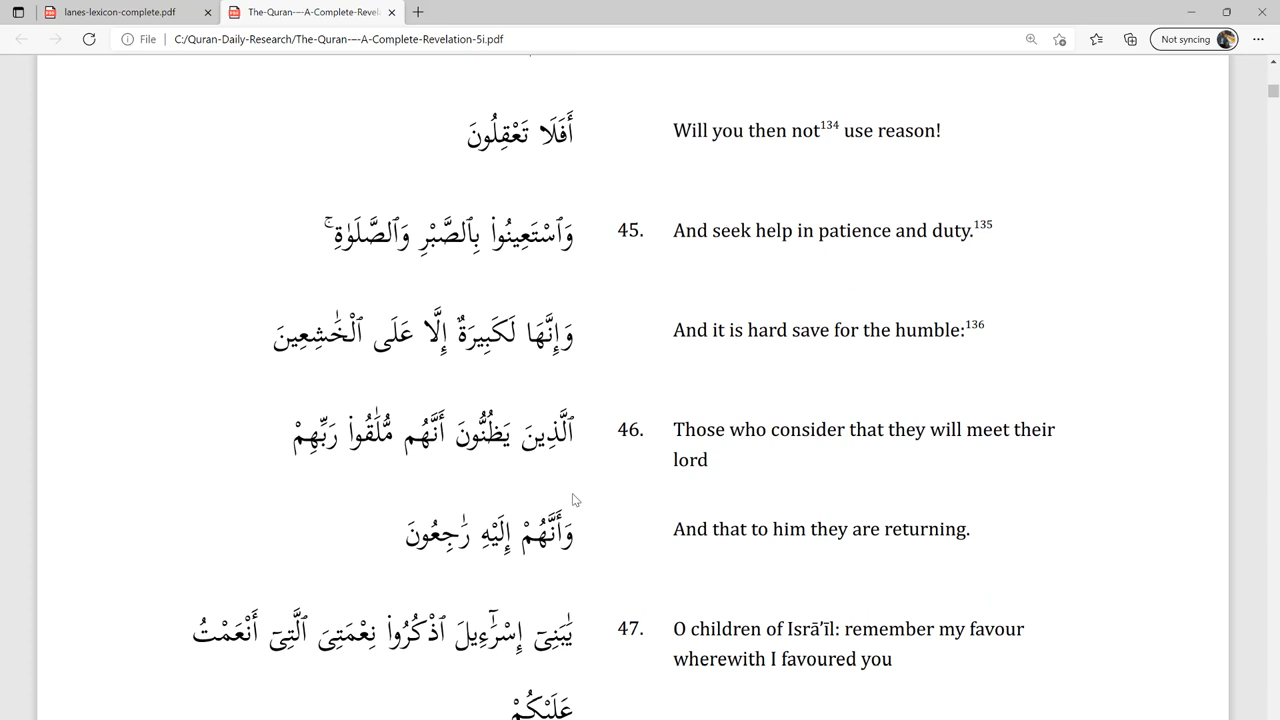 lanes-lexicon-complete.pdf
The-Quran---A-Complete-Revela
File
C:/Quran-Daily-Research/The-Quran---A-Complete-Revelation-5i.pdf
Not syncing
أَفَلَا تَعْقِلُونَ
Will you then not¹³⁴ use reason!
وَٱسْتَعِينُوا۟ بِٱلصَّبْرِ وَٱلصَّلَوٰةِ ۚ
45. And seek help in patience and duty.¹³⁵
وَإِنَّهَا لَكَبِيرَةٌ إِلَّا عَلَى ٱلْخَٰشِعِينَ
And it is hard save for the humble:¹³⁶
ٱلَّذِينَ يَظُنُّونَ أَنَّهُم مُّلَٰقُوا۟ رَبِّهِمْ
46. Those who consider that they will meet their
lord
وَأَنَّهُمْ إِلَيْهِ رَٰجِعُونَ
And that to him they are returning.
يَٰبَنِىٓ إِسْرَٰٓءِيلَ ٱذْكُرُوا۟ نِعْمَتِىَ ٱلَّتِىٓ أَنْعَمْتُ
عَلَيْكُمْ
47. O children of Isrā’īl: remember my favour
wherewith I favoured you